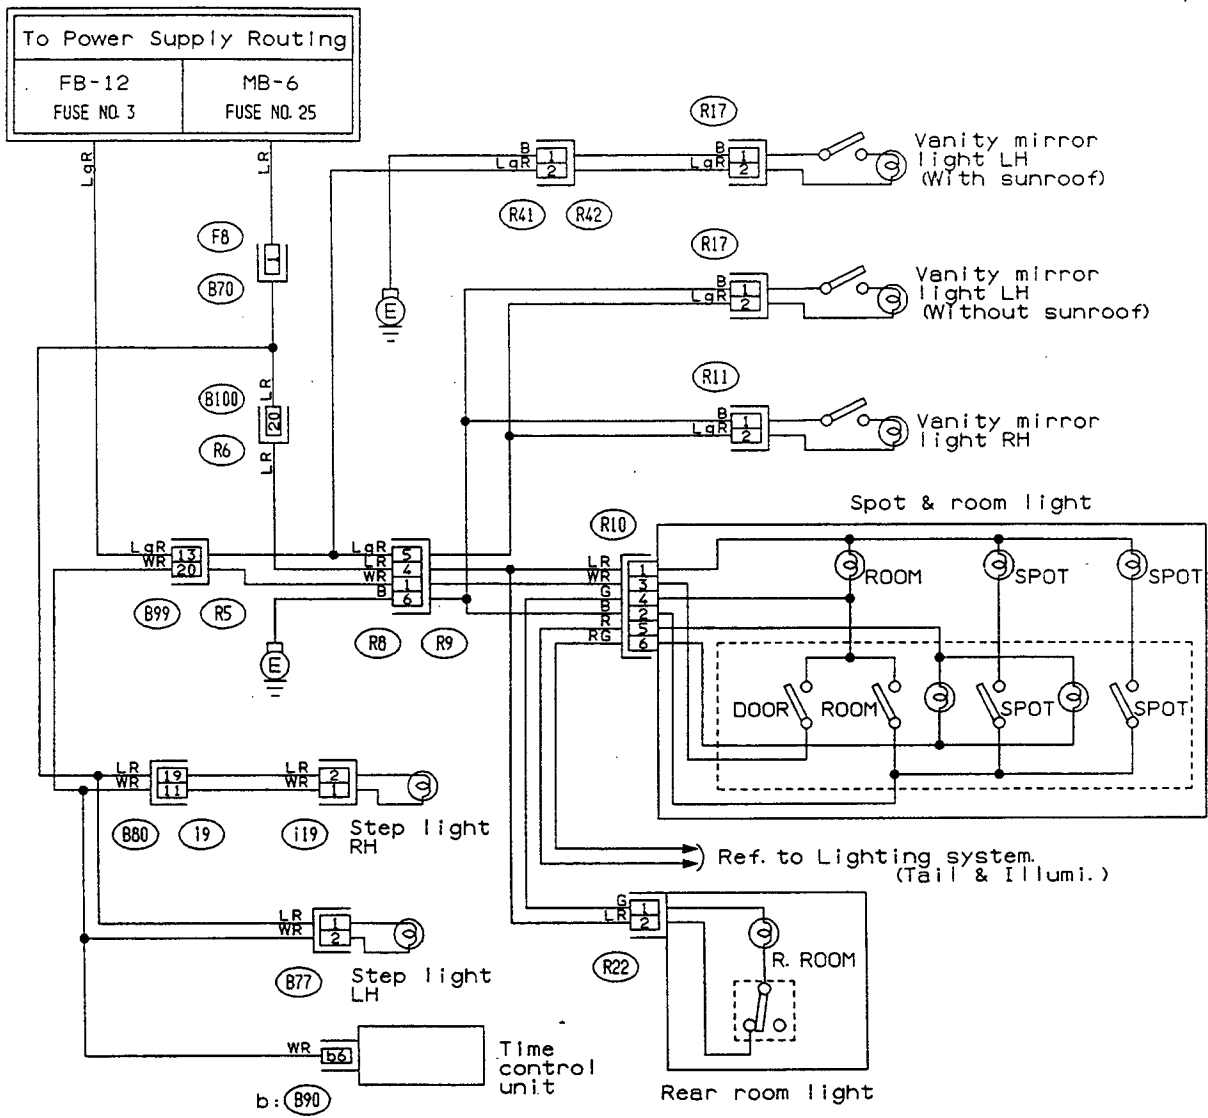 To Power Supply Routing
FB-12
FUSE NO. 3
MB-6
FUSE NO. 25
LgR
LR
F8
1
B70
LR
B100
20
R6
LR
B
LgR
1
2
R41
R42
R17
B
LgR
1
2
Vanity mirror
light LH
(With sunroof)
E
R17
B
LgR
1
2
Vanity mirror
light LH
(Without sunroof)
R11
B
LgR
1
2
Vanity mirror
light RH
LgR
WR
13
20
B99
R5
LgR
LR
WR
B
5
4
1
6
R8
R9
E
Spot & room light
R10
LR
WR
G
B
R
RG
1
3
4
2
5
6
ROOM
SPOT
SPOT
DOOR
ROOM
SPOT
SPOT
Ref. to Lighting system.
(Tail & Illumi.)
LR
WR
19
11
B80
i9
LR
WR
2
1
i19
Step light
RH
LR
WR
1
2
B77
Step light
LH
WR
b6
b: B90
Time
control
unit
G
LR
1
2
R22
R. ROOM
Rear room light